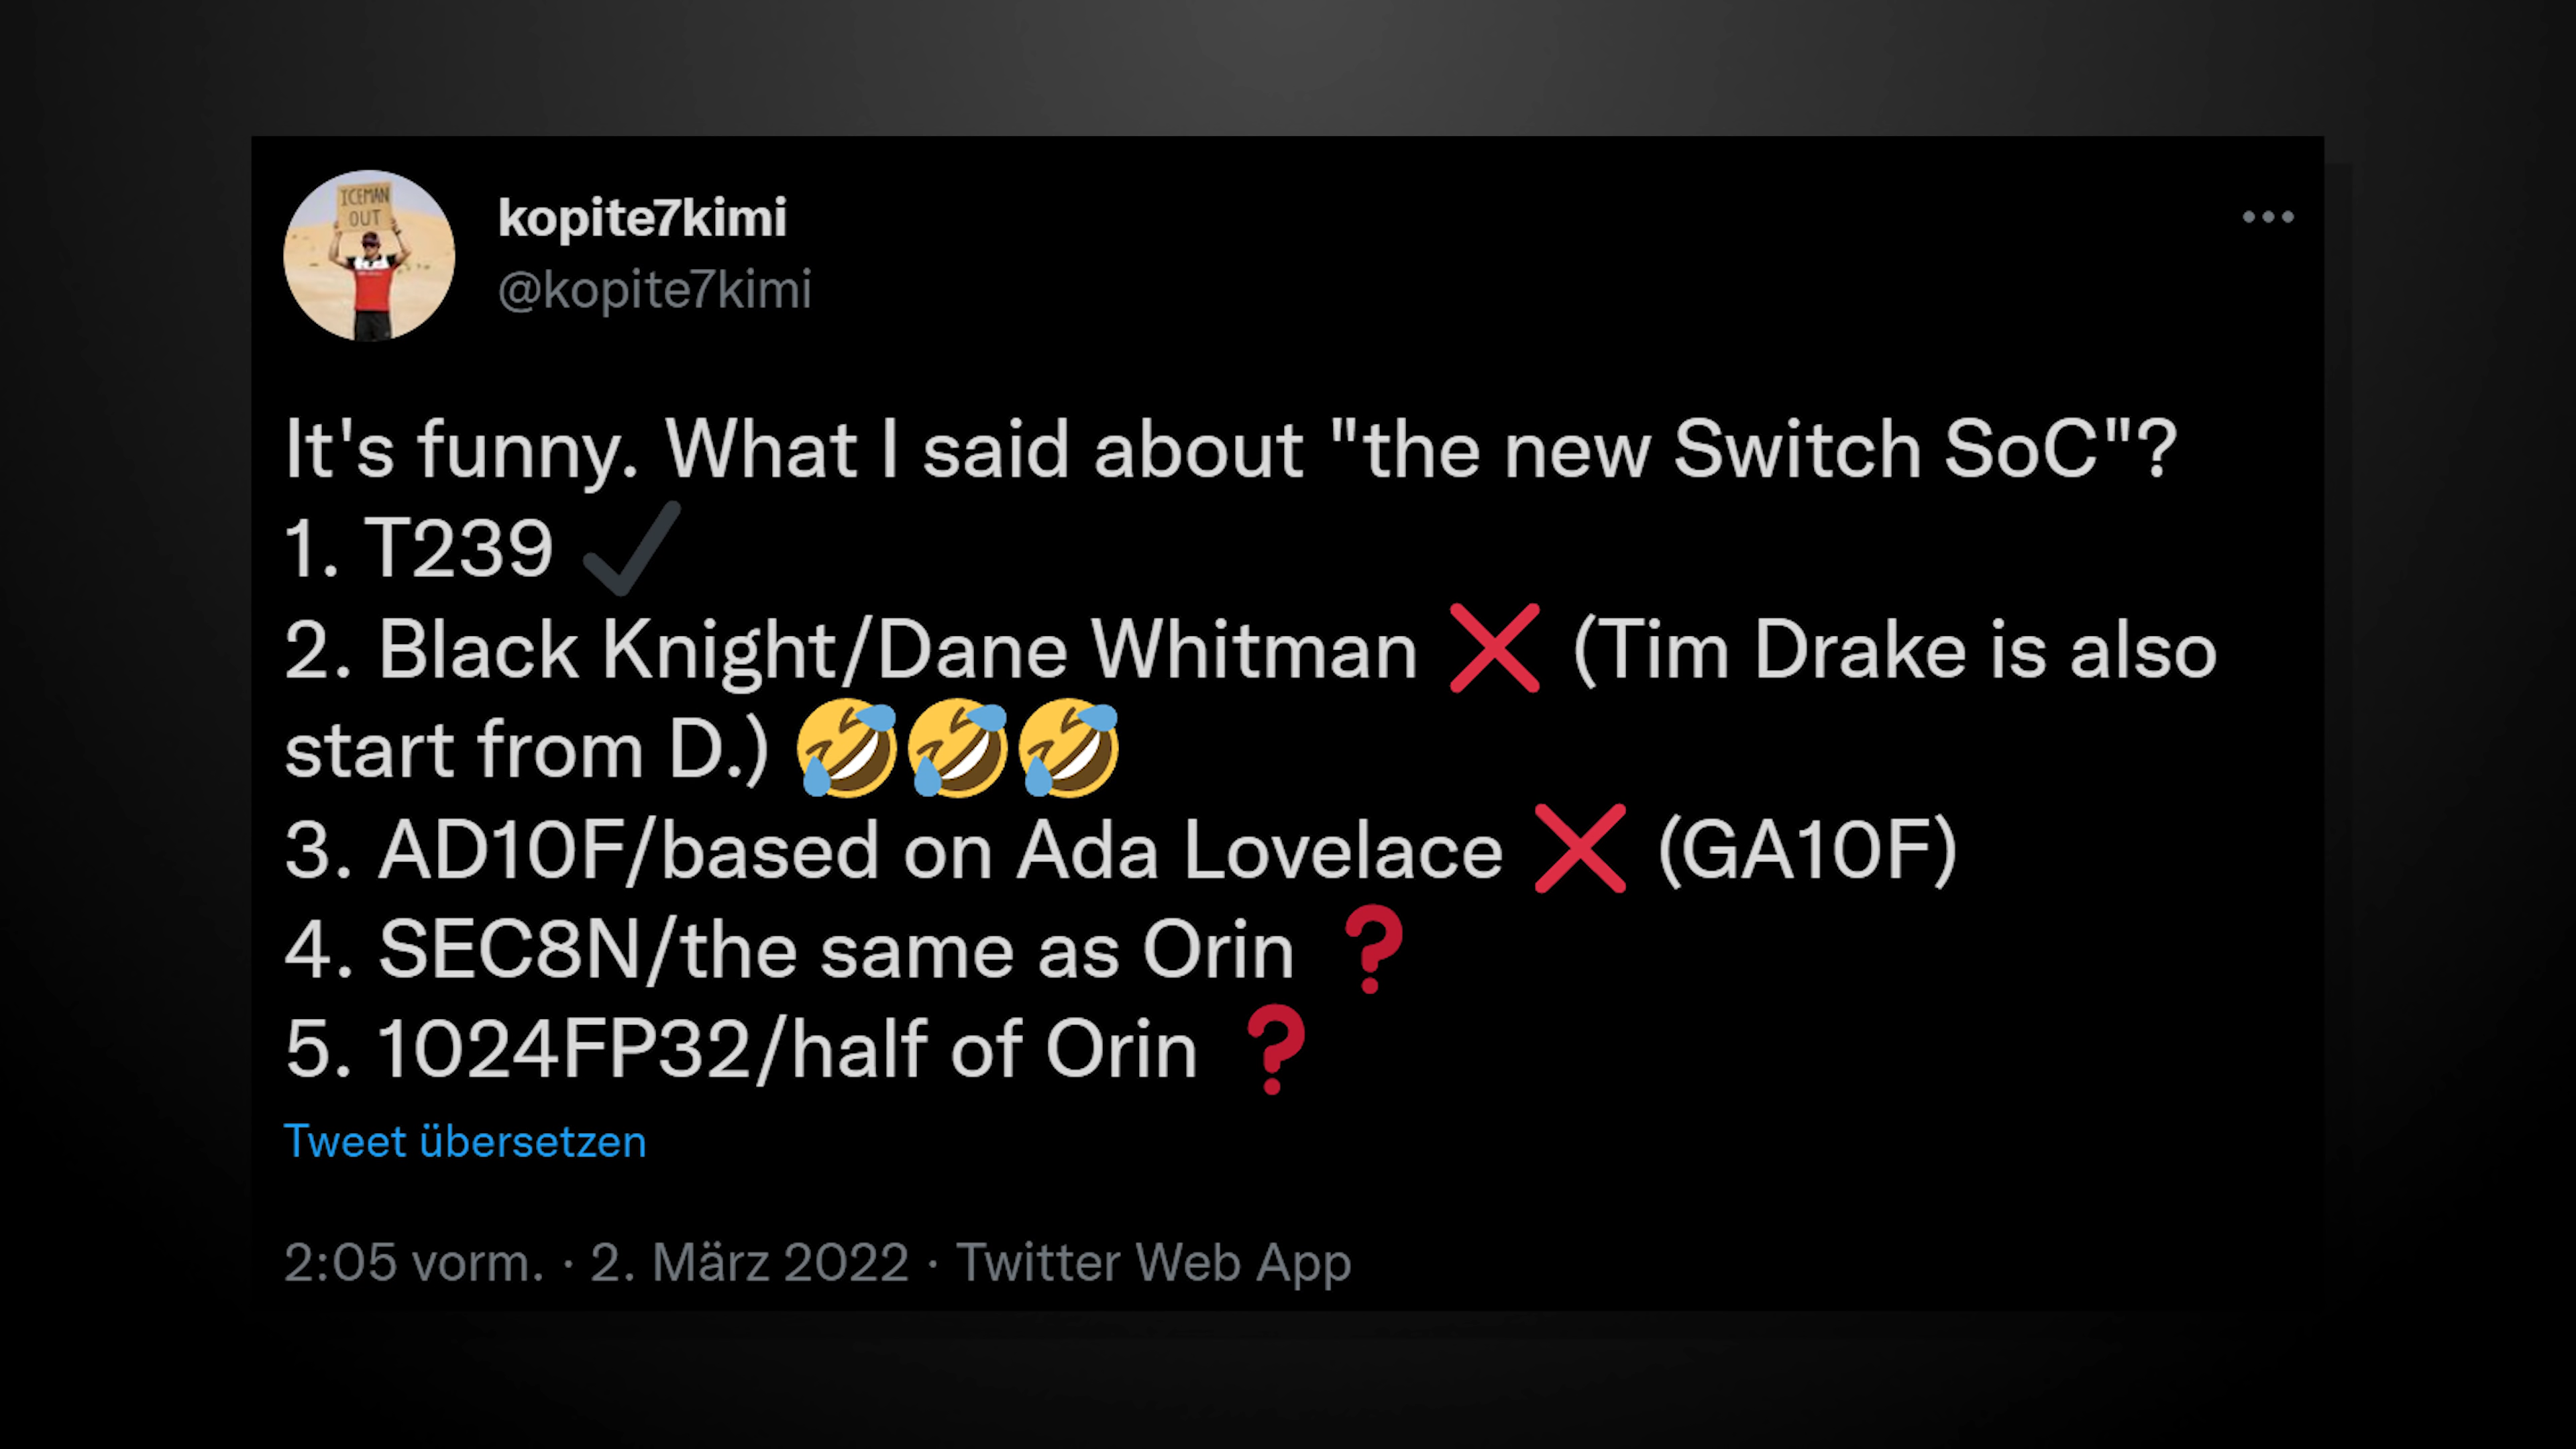 ICEMAN
OUT
kopite7kimi
@kopite7kimi
It's funny. What I said about "the new Switch SoC"?
1. T239 ✔
2. Black Knight/Dane Whitman ❌ (Tim Drake is also
start from D.) 🤣🤣🤣
3. AD10F/based on Ada Lovelace ❌ (GA10F)
4. SEC8N/the same as Orin ❓
5. 1024FP32/half of Orin ❓
Tweet übersetzen
2:05 vorm. · 2. März 2022 · Twitter Web App